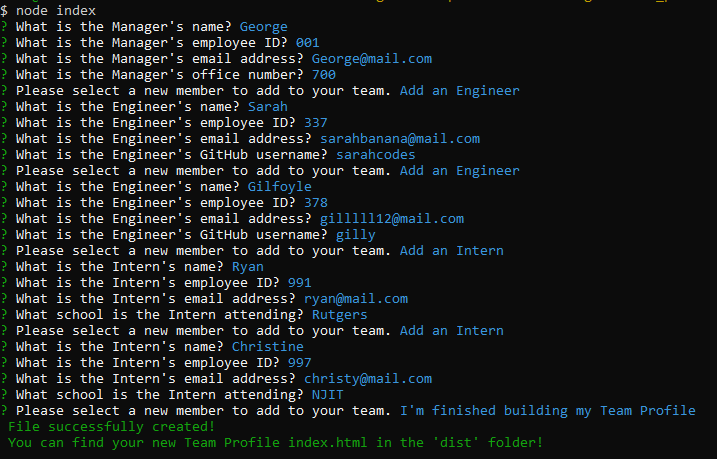 $ node index
? What is the Manager's name? George
? What is the Manager's employee ID? 001
? What is the Manager's email address? George@mail.com
? What is the Manager's office number? 700
? Please select a new member to add to your team. Add an Engineer
? What is the Engineer's name? Sarah
? What is the Engineer's employee ID? 337
? What is the Engineer's email address? sarahbanana@mail.com
? What is the Engineer's GitHub username? sarahcodes
? Please select a new member to add to your team. Add an Engineer
? What is the Engineer's name? Gilfoyle
? What is the Engineer's employee ID? 378
? What is the Engineer's email address? gilllll12@mail.com
? What is the Engineer's GitHub username? gilly
? Please select a new member to add to your team. Add an Intern
? What is the Intern's name? Ryan
? What is the Intern's employee ID? 991
? What is the Intern's email address? ryan@mail.com
? What school is the Intern attending? Rutgers
? Please select a new member to add to your team. Add an Intern
? What is the Intern's name? Christine
? What is the Intern's employee ID? 997
? What is the Intern's email address? christy@mail.com
? What school is the Intern attending? NJIT
? Please select a new member to add to your team. I'm finished building my Team Profile
File successfully created!
You can find your new Team Profile index.html in the 'dist' folder!